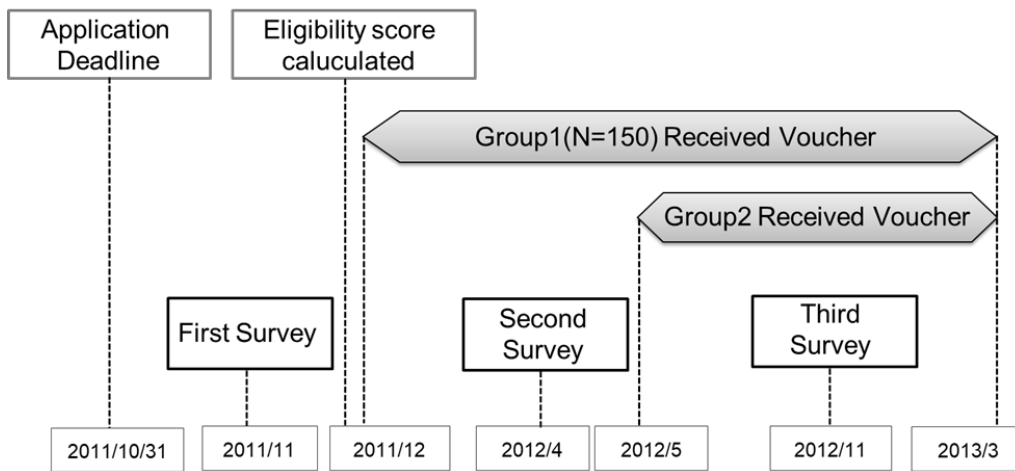 Application
Deadline
Eligibility score
caluculated
Group1(N=150) Received Voucher
Group2 Received Voucher
First Survey
Second
Survey
Third
Survey
2011/10/31
2011/11
2011/12
2012/4
2012/5
2012/11
2013/3